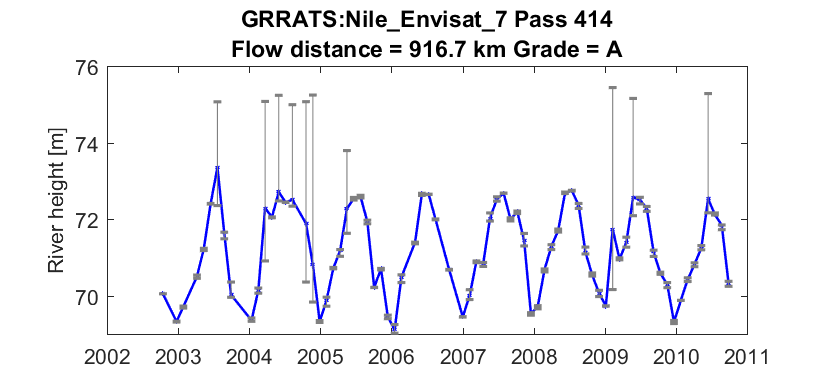 GRRATS:Nile_Envisat_7 Pass 414
Flow distance = 916.7 km Grade = A
River height [m]
76
74
72
70
2002 2003 2004 2005 2006 2007 2008 2009 2010 2011